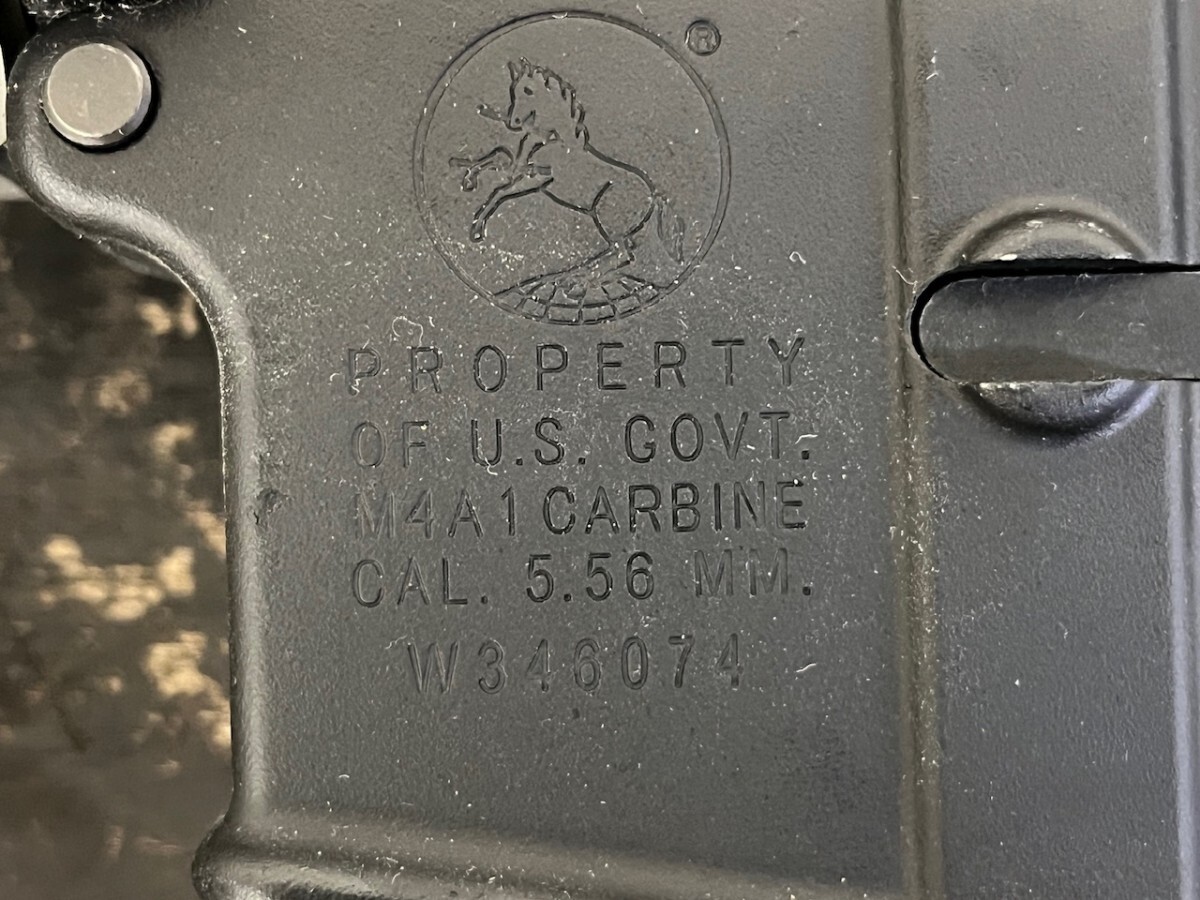 ®
PROPERTY
OF U.S. GOVT.
M4A1 CARBINE
CAL. 5.56 MM.
W346074